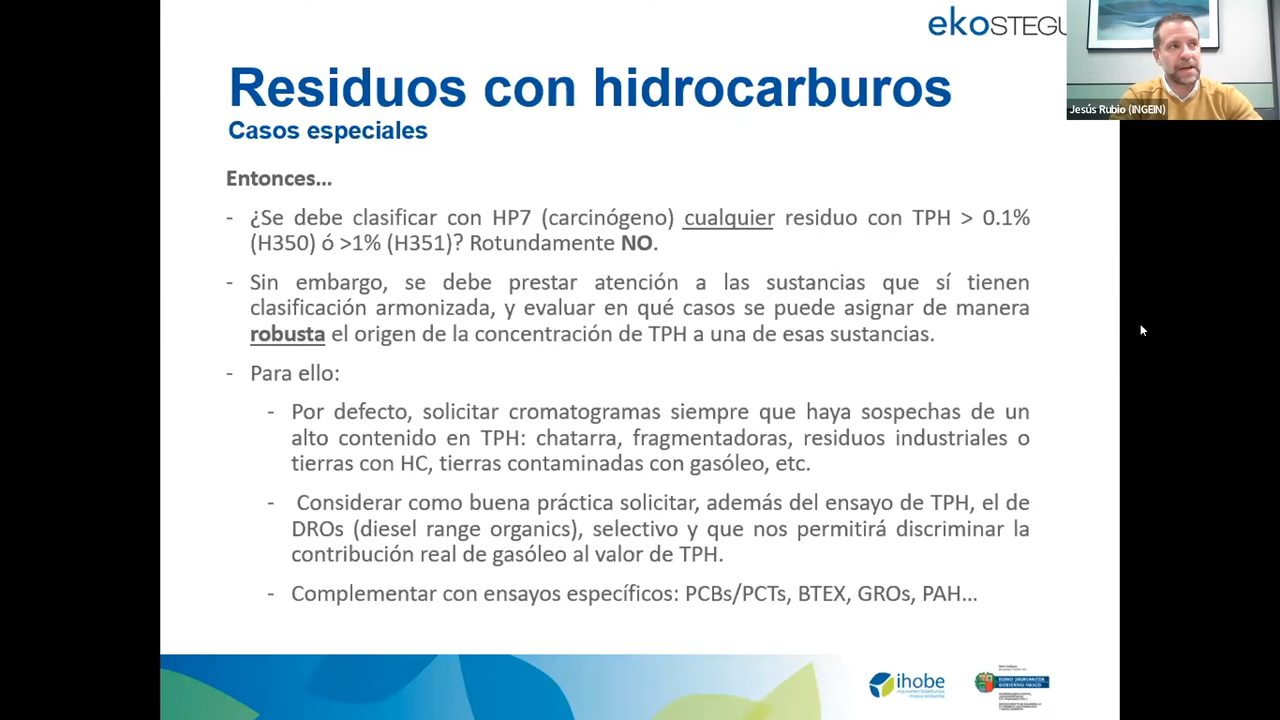 ekoSTEGU
Jesús Rubio (INGEIN)
Residuos con hidrocarburos
Casos especiales
Entonces...
- ¿Se debe clasificar con HP7 (carcinógeno) cualquier residuo con TPH > 0.1%
(H350) ó >1% (H351)? Rotundamente NO.
- Sin embargo, se debe prestar atención a las sustancias que sí tienen
clasificación armonizada, y evaluar en qué casos se puede asignar de manera
robusta el origen de la concentración de TPH a una de esas sustancias.
- Para ello:
- Por defecto, solicitar cromatogramas siempre que haya sospechas de un
alto contenido en TPH: chatarra, fragmentadoras, residuos industriales o
tierras con HC, tierras contaminadas con gasóleo, etc.
- Considerar como buena práctica solicitar, además del ensayo de TPH, el de
DROs (diesel range organics), selectivo y que nos permitirá discriminar la
contribución real de gasóleo al valor de TPH.
- Complementar con ensayos específicos: PCBs/PCTs, BTEX, GROs, PAH...
ihobe
EUSKO JAURLARITZA
GOBIERNO VASCO